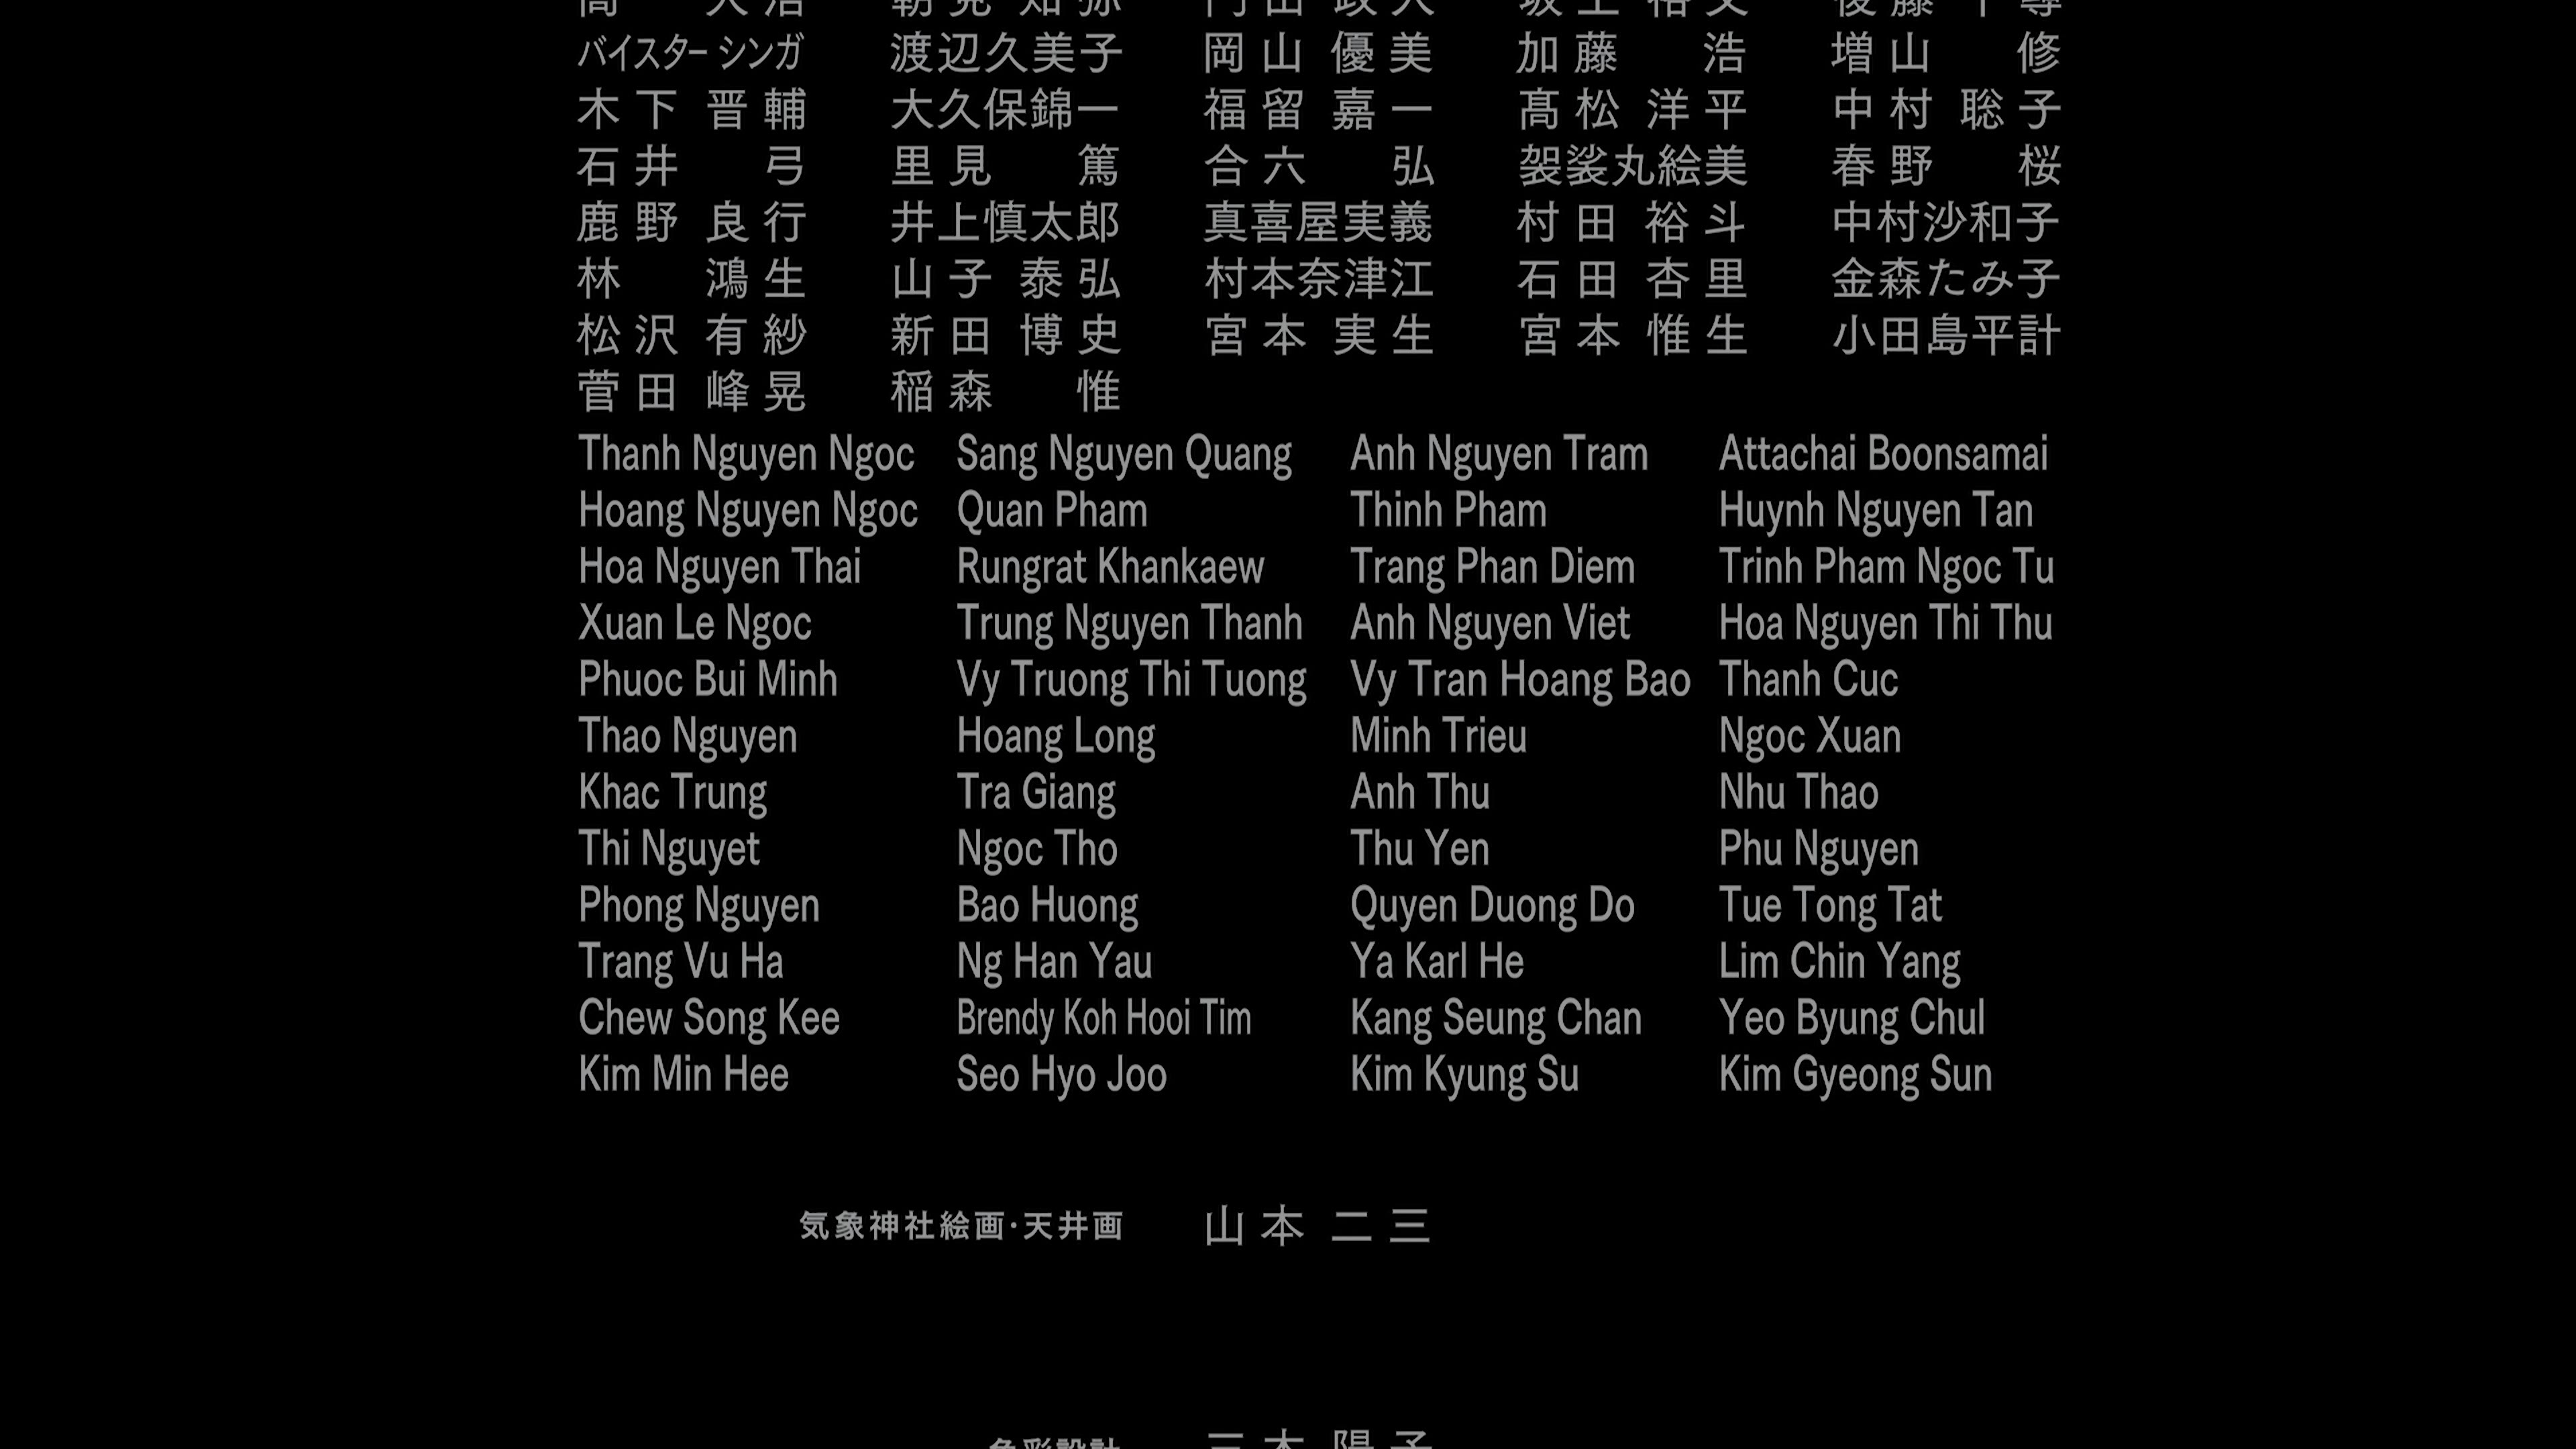 バイスター シンガ 渡辺久美子 岡山優美 加藤浩 増山修
木下晋輔 大久保錦一 福留嘉一 髙松洋平 中村聡子
石井弓 里見篤 合六弘 袈裟丸絵美 春野桜
鹿野良行 井上慎太郎 真喜屋実義 村田裕斗 中村沙和子
林鴻生 山子泰弘 村本奈津江 石田杏里 金森たみ子
松沢有紗 新田博史 宮本実生 宮本惟生 小田島平計
菅田峰晃 稲森惟
Thanh Nguyen Ngoc Sang Nguyen Quang Anh Nguyen Tram Attachai Boonsamai
Hoang Nguyen Ngoc Quan Pham Thinh Pham Huynh Nguyen Tan
Hoa Nguyen Thai Rungrat Khankaew Trang Phan Diem Trinh Pham Ngoc Tu
Xuan Le Ngoc Trung Nguyen Thanh Anh Nguyen Viet Hoa Nguyen Thi Thu
Phuoc Bui Minh Vy Truong Thi Tuong Vy Tran Hoang Bao Thanh Cuc
Thao Nguyen Hoang Long Minh Trieu Ngoc Xuan
Khac Trung Tra Giang Anh Thu Nhu Thao
Thi Nguyet Ngoc Tho Thu Yen Phu Nguyen
Phong Nguyen Bao Huong Quyen Duong Do Tue Tong Tat
Trang Vu Ha Ng Han Yau Ya Karl He Lim Chin Yang
Chew Song Kee Brendy Koh Hooi Tim Kang Seung Chan Yeo Byung Chul
Kim Min Hee Seo Hyo Joo Kim Kyung Su Kim Gyeong Sun
気象神社絵画・天井画 山本二三